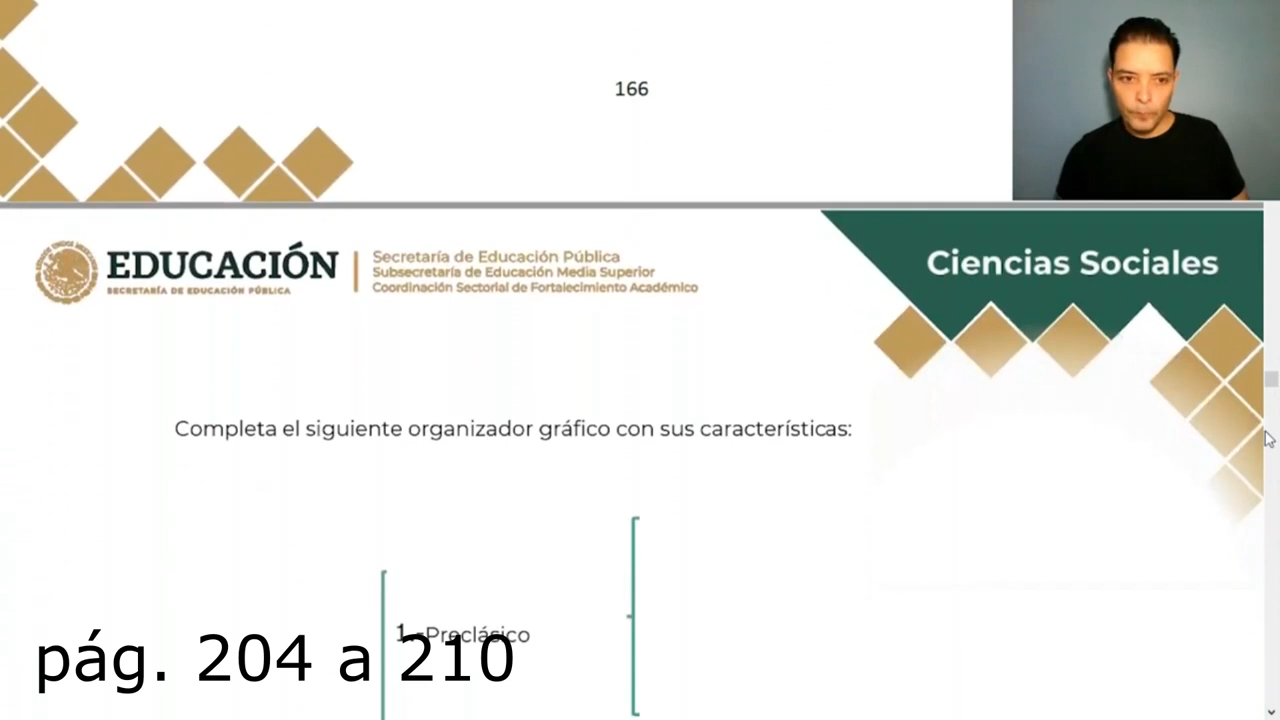 166
EDUCACIÓN
SECRETARÍA DE EDUCACIÓN PÚBLICA
Secretaría de Educación Pública
Subsecretaría de Educación Media Superior
Coordinación Sectorial de Fortalecimiento Académico
Ciencias Sociales
Completa el siguiente organizador gráfico con sus características:
1.-Preclásico
pág. 204 a 210